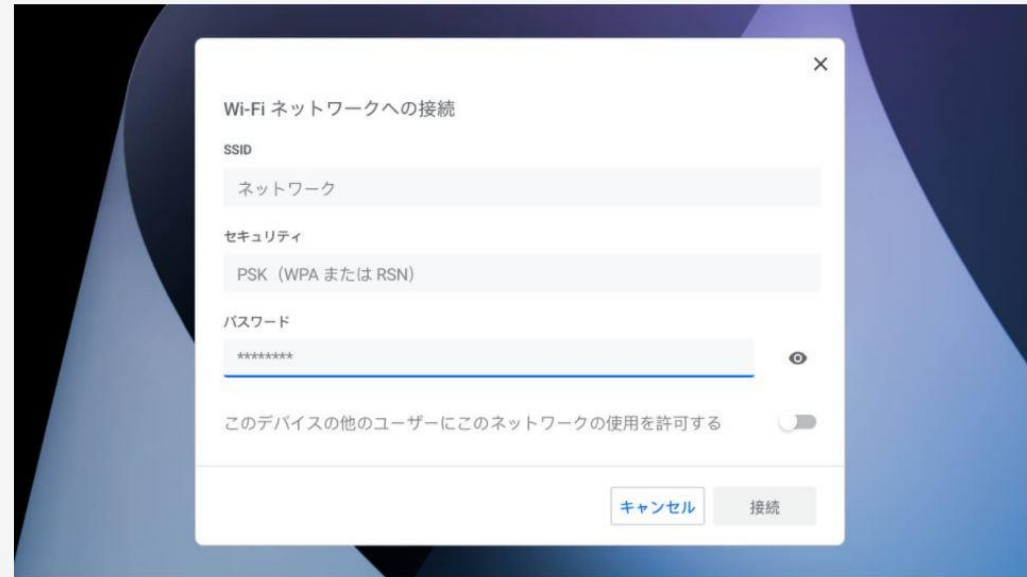 Wi-Fi ネットワークへの接続
SSID
ネットワーク
セキュリティ
PSK（WPA または RSN）
パスワード
********
このデバイスの他のユーザーにこのネットワークの使用を許可する
キャンセル
接続